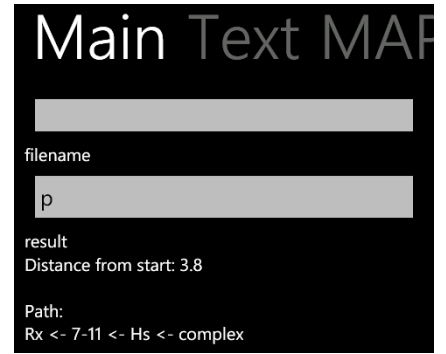 Main Text MAP
filename
p
result
Distance from start: 3.8
Path:
Rx <- 7-11 <- Hs <- complex